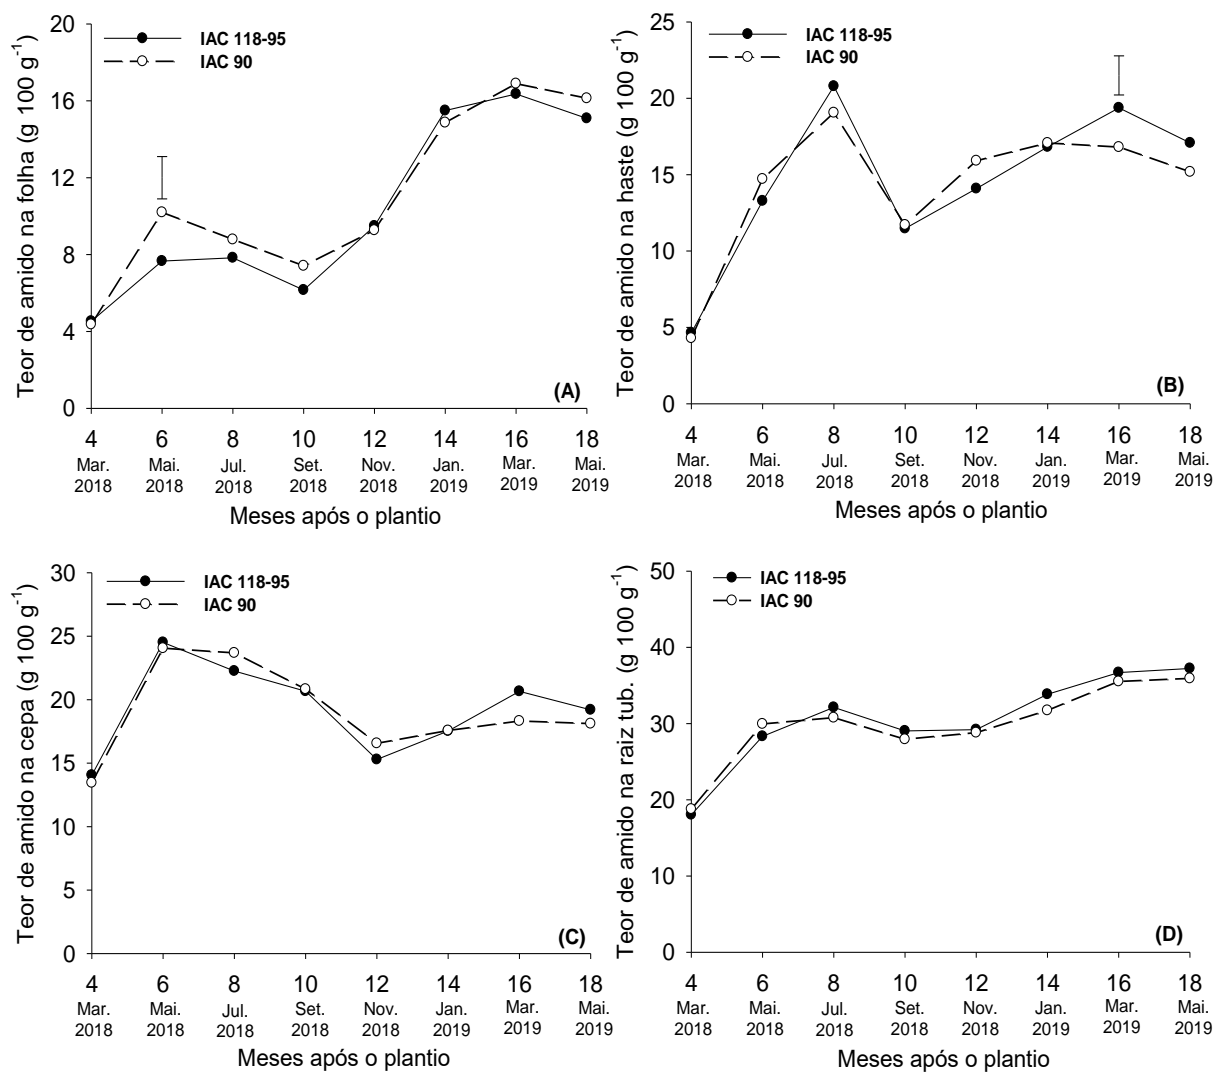 Teor de amido na folha (g 100 g⁻¹)
20
16
12
8
4
0
IAC 118-95
IAC 90
(A)
4 6 8 10 12 14 16 18
Mar. Mai. Jul. Set. Nov. Jan. Mar. Mai.
2018 2018 2018 2018 2018 2019 2019 2019
Meses após o plantio
Teor de amido na haste (g 100 g⁻¹)
25
20
15
10
5
0
IAC 118-95
IAC 90
(B)
4 6 8 10 12 14 16 18
Mar. Mai. Jul. Set. Nov. Jan. Mar. Mai.
2018 2018 2018 2018 2018 2019 2019 2019
Meses após o plantio
Teor de amido na cepa (g 100 g⁻¹)
30
25
20
15
10
5
0
IAC 118-95
IAC 90
(C)
4 6 8 10 12 14 16 18
Mar. Mai. Jul. Set. Nov. Jan. Mar. Mai.
2018 2018 2018 2018 2018 2019 2019 2019
Meses após o plantio
Teor de amido na raiz tub. (g 100 g⁻¹)
50
40
30
20
10
0
IAC 118-95
IAC 90
(D)
4 6 8 10 12 14 16 18
Mar. Mai. Jul. Set. Nov. Jan. Mar. Mai.
2018 2018 2018 2018 2018 2019 2019 2019
Meses após o plantio